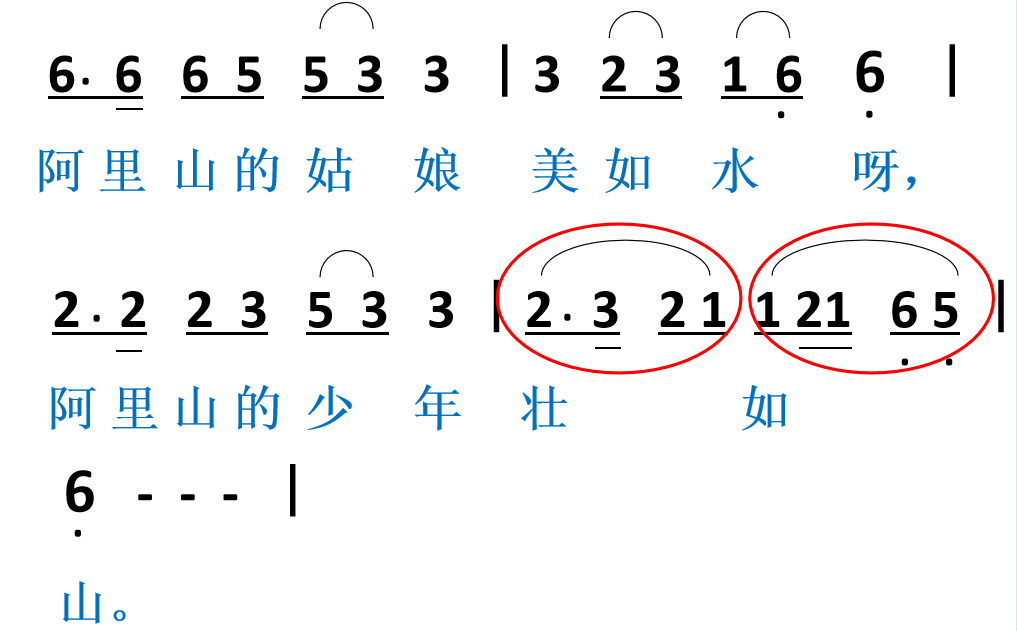 6. 6 6 5 5 3 3 | 3 2 3 1 6 6 |
阿里山的姑娘 美如水呀，
2. 2 2 3 5 3 3 | 2. 3 2 1 1 2 1 6 5 |
阿里山的少年壮如
6 - - - |
山。